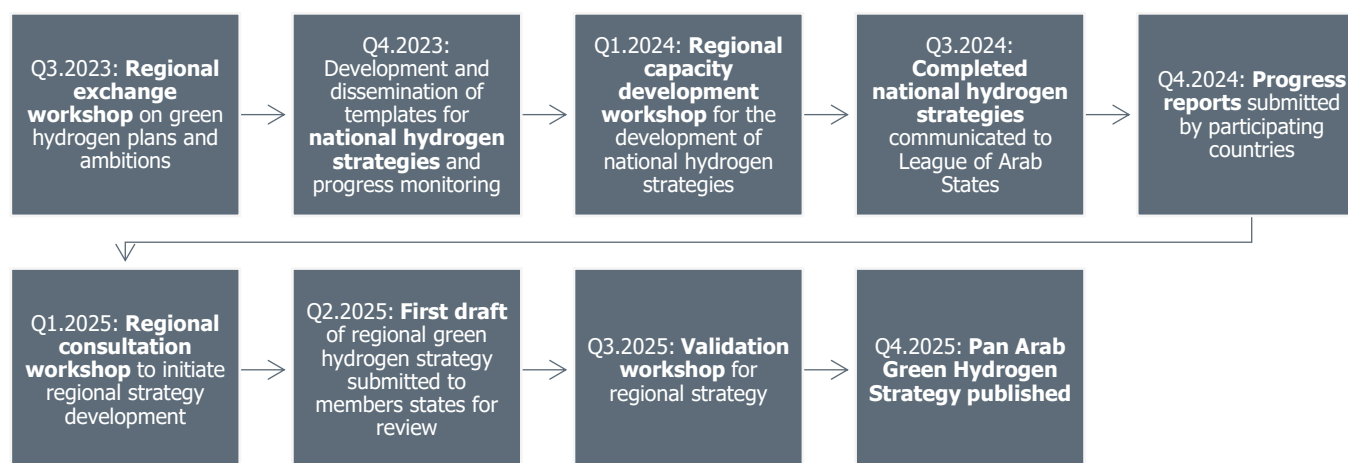 Q3.2023: Regional
exchange
workshop on green
hydrogen plans and
ambitions
Q4.2023:
Development and
dissemination of
templates for
national hydrogen
strategies and
progress monitoring
Q1.2024: Regional
capacity
development
workshop for the
development of
national hydrogen
strategies
Q3.2024:
Completed
national hydrogen
strategies
communicated to
League of Arab
States
Q4.2024: Progress
reports submitted
by participating
countries
Q1.2025: Regional
consultation
workshop to initiate
regional strategy
development
Q2.2025: First draft
of regional green
hydrogen strategy
submitted to
members states for
review
Q3.2025: Validation
workshop for
regional strategy
Q4.2025: Pan Arab
Green Hydrogen
Strategy published